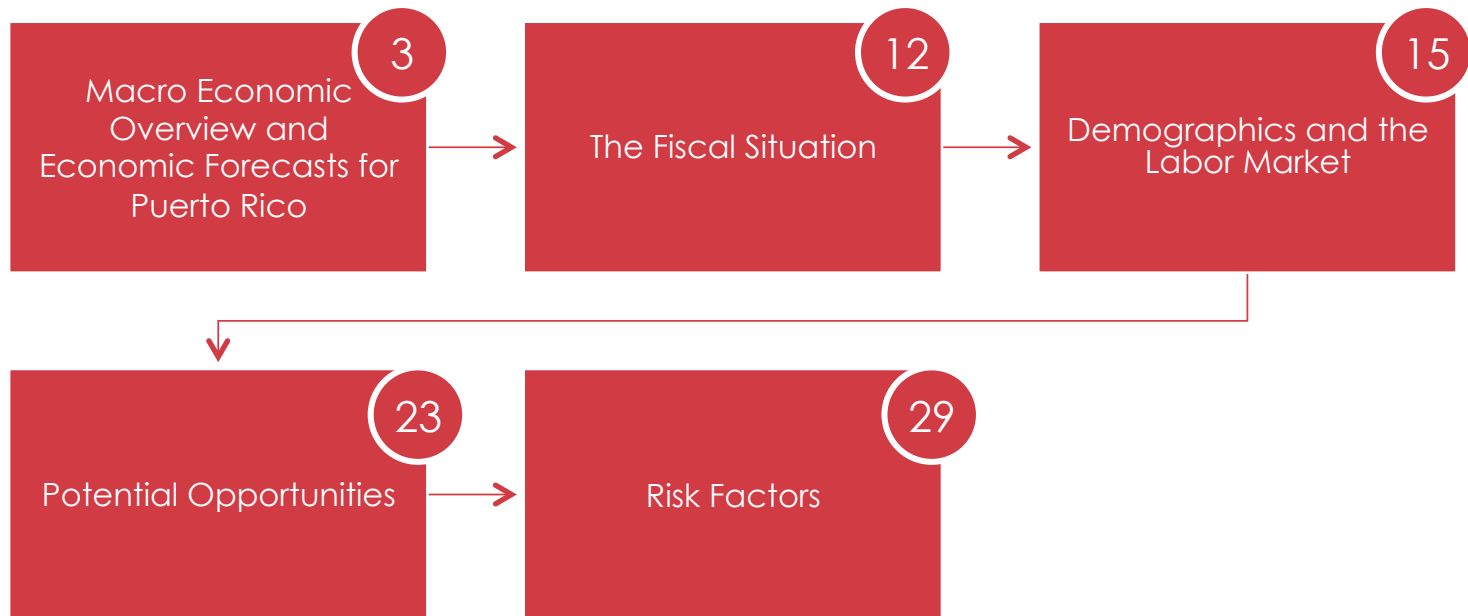 3
Macro Economic
Overview and
Economic Forecasts for
Puerto Rico
12
The Fiscal Situation
15
Demographics and the
Labor Market
23
Potential Opportunities
29
Risk Factors